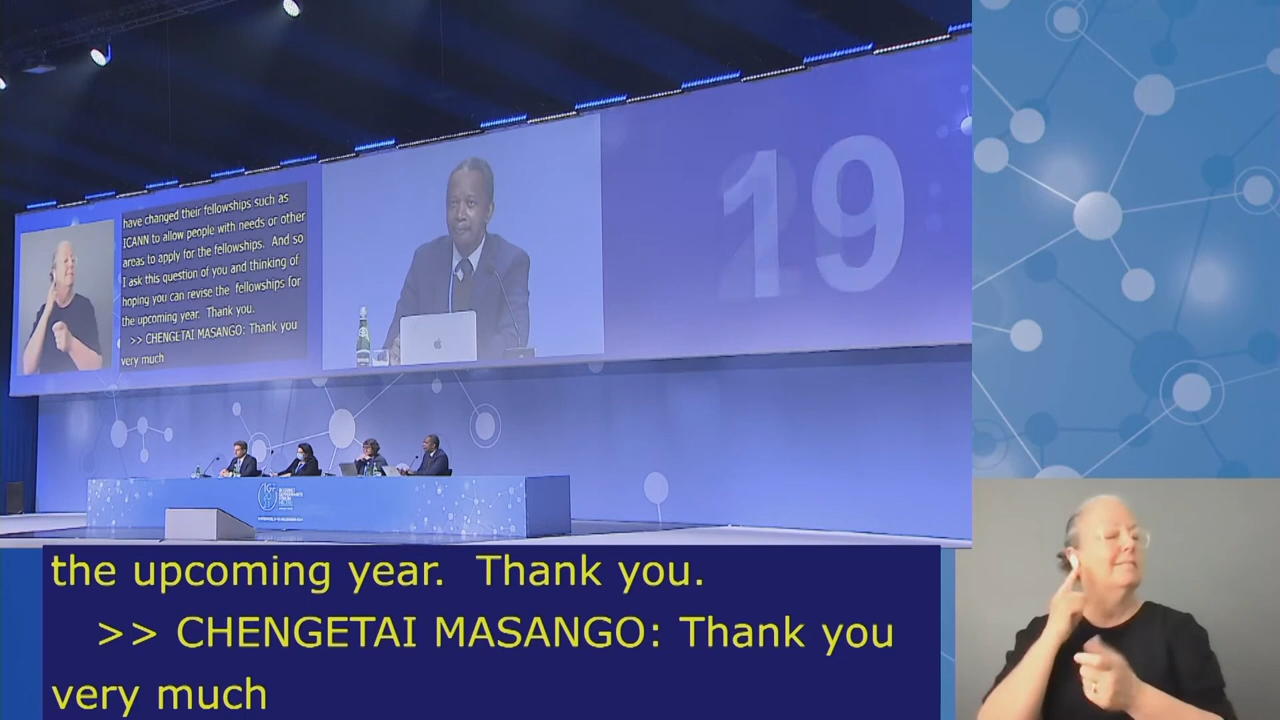 have changed their fellowships such as
ICANN to allow people with needs or other
areas to apply for the fellowships. And so
I ask this question of you and thinking of
hoping you can revise the fellowships for
the upcoming year. Thank you.
>> CHENGETAI MASANGO: Thank you
very much
19
the upcoming year. Thank you.
>> CHENGETAI MASANGO: Thank you
very much